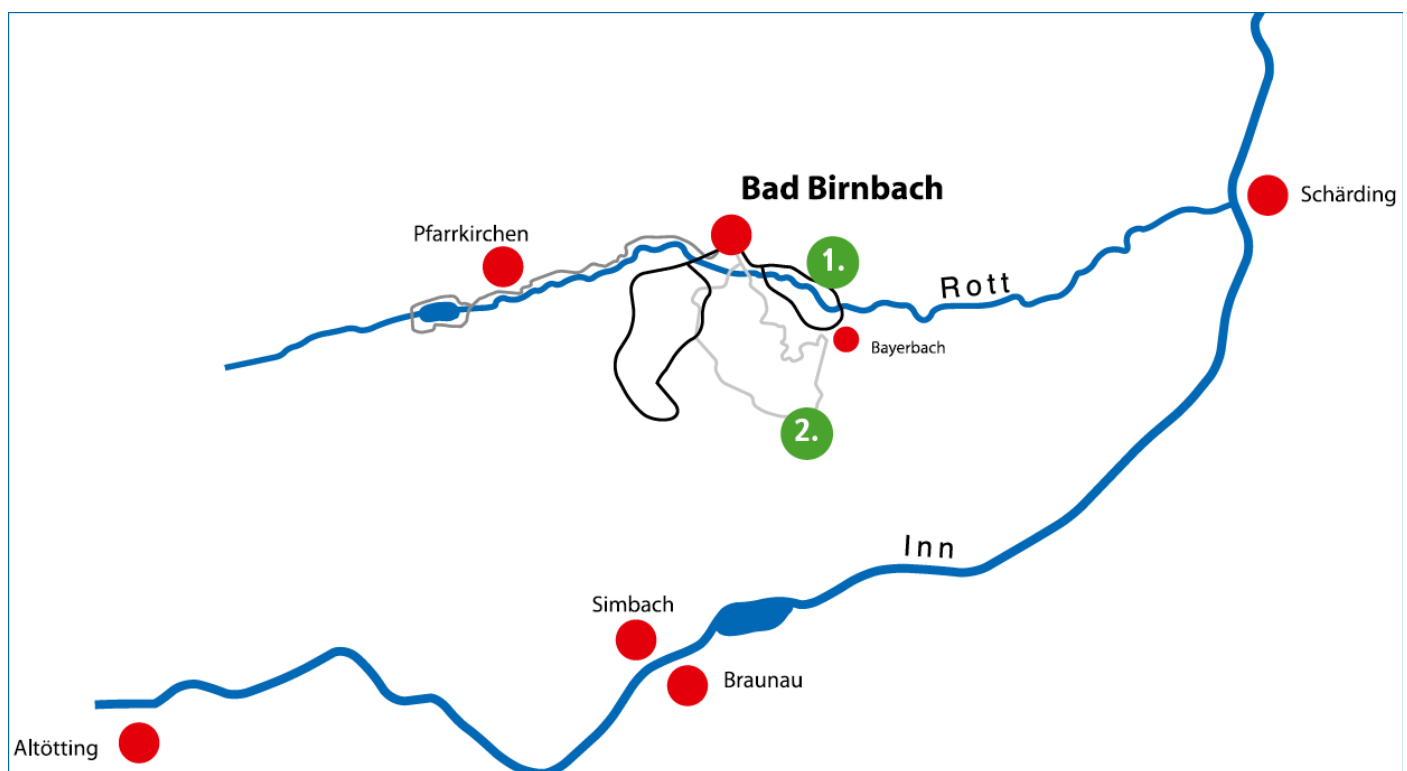 Bad Birnbach
Schärding
Pfarrkirchen
1.
Rott
Bayerbach
2.
Inn
Simbach
Braunau
Altötting